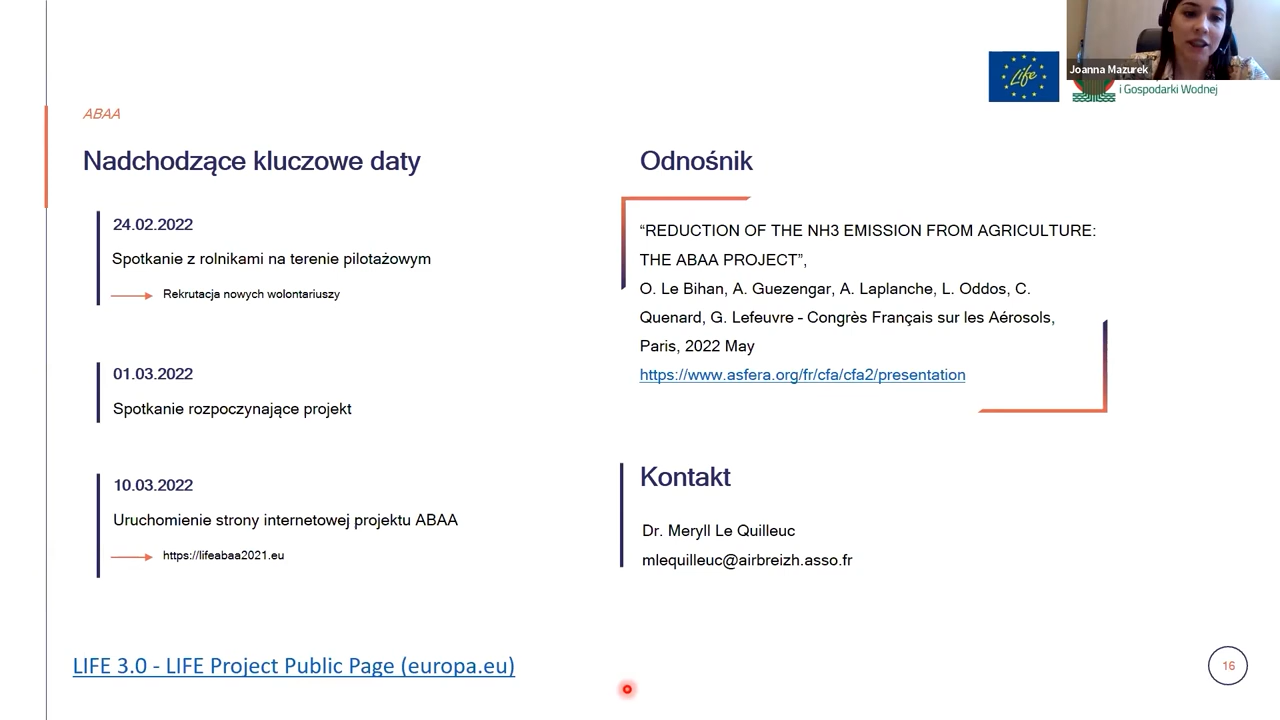 Joanna Mazurek
Life
i Gospodarki Wodnej
ABAA
Nadchodzące kluczowe daty
24.02.2022
Spotkanie z rolnikami na terenie pilotażowym
Rekrutacja nowych wolontariuszy
01.03.2022
Spotkanie rozpoczynające projekt
10.03.2022
Uruchomienie strony internetowej projektu ABAA
https://lifeabaa2021.eu
LIFE 3.0 - LIFE Project Public Page (europa.eu)
Odnośnik
“REDUCTION OF THE NH3 EMISSION FROM AGRICULTURE:
THE ABAA PROJECT”,
O. Le Bihan, A. Guezengar, A. Laplanche, L. Oddos, C.
Quenard, G. Lefeuvre - Congrès Français sur les Aérosols,
Paris, 2022 May
https://www.asfera.org/fr/cfa/cfa2/presentation
Kontakt
Dr. Meryll Le Quilleuc
mlequilleuc@airbreizh.asso.fr
16